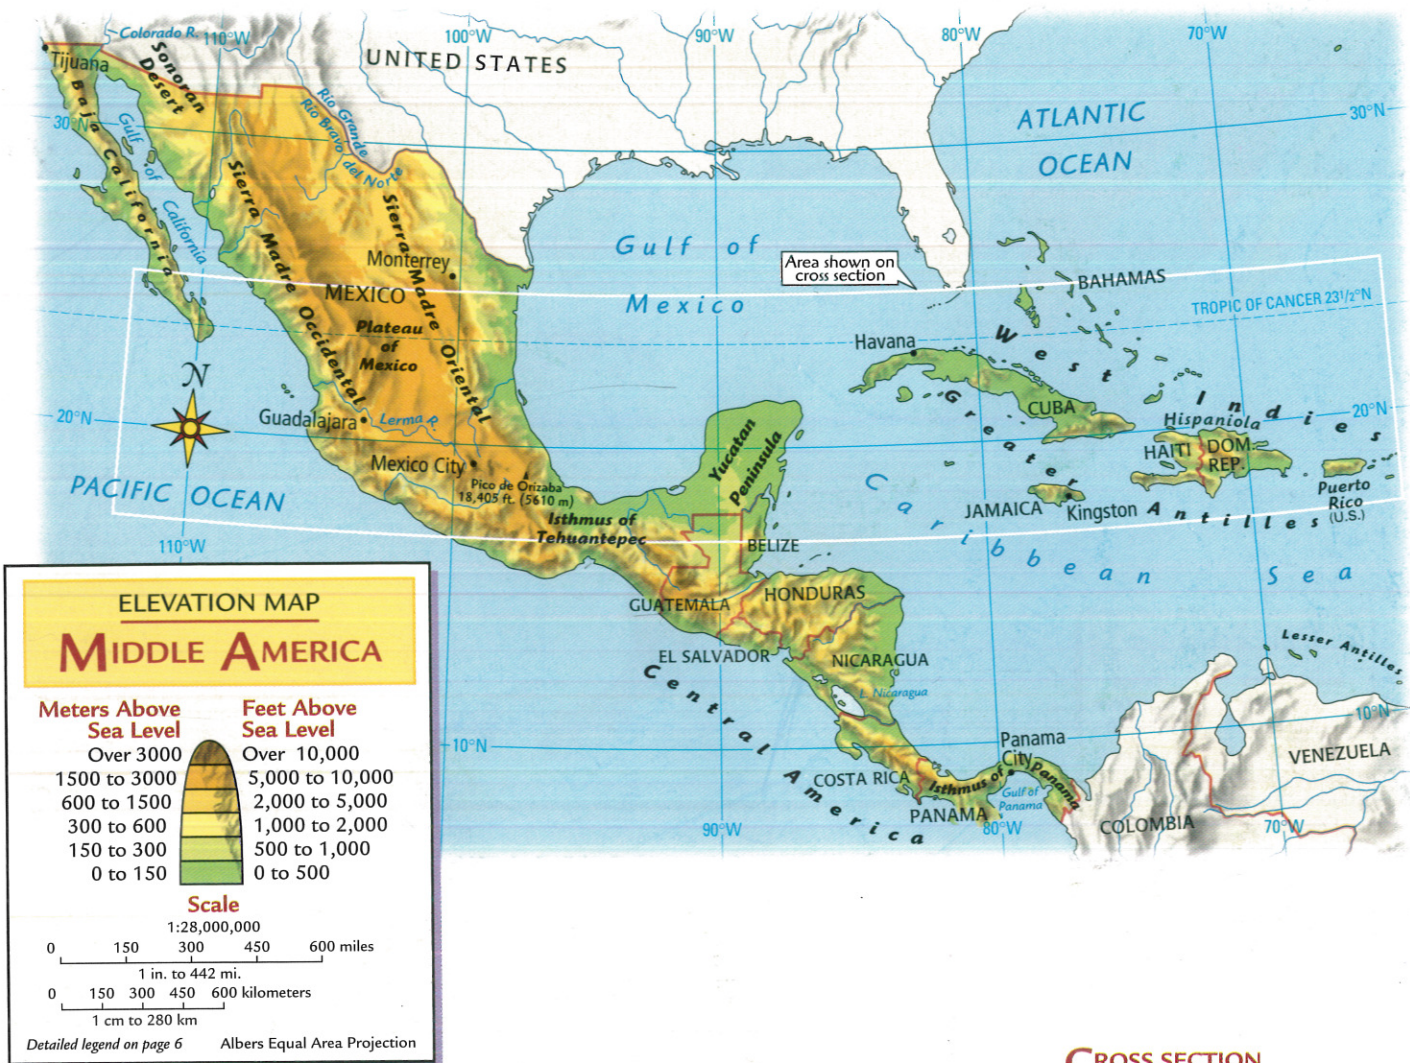 Colorado R.
110°W
100°W
90°W
80°W
70°W
Tijuana
Sonoran
Desert
UNITED STATES
Baja California
30°N
Gulf of
California
Rio Grande
Rio Bravo del Norte
ATLANTIC
OCEAN
30°N
Sierra Madre Occidental
Sierra Madre Oriental
Monterrey
Gulf of
Mexico
Area shown on
cross section
BAHAMAS
TROPIC OF CANCER 23 1/2°N
MEXICO
Plateau
of
Mexico
Havana
West Indies
N
20°N
Guadalajara
Lerma R.
CUBA
Greater Antilles
Hispaniola
20°N
HAITI
DOM.
REP.
Mexico City
Pico de Orizaba
18,405 ft. (5610 m)
Yucatan
Peninsula
Puerto
Rico
(U.S.)
PACIFIC OCEAN
JAMAICA
Kingston
Isthmus of
Tehuantepec
Caribbean Sea
110°W
BELIZE
GUATEMALA
HONDURAS
EL SALVADOR
NICARAGUA
Lesser Antilles
L. Nicaragua
Central America
10°N
10°N
Panama
City
COSTA RICA
Isthmus of Panama
Gulf of
Panama
PANAMA
VENEZUELA
COLOMBIA
90°W
80°W
70°W
ELEVATION MAP
MIDDLE AMERICA
Meters Above
Sea Level
Feet Above
Sea Level
Over 3000
Over 10,000
1500 to 3000
5,000 to 10,000
600 to 1500
2,000 to 5,000
300 to 600
1,000 to 2,000
150 to 300
500 to 1,000
0 to 150
0 to 500
Scale
1:28,000,000
0 150 300 450 600 miles
1 in. to 442 mi.
0 150 300 450 600 kilometers
1 cm to 280 km
Detailed legend on page 6
Albers Equal Area Projection
CROSS SECTION